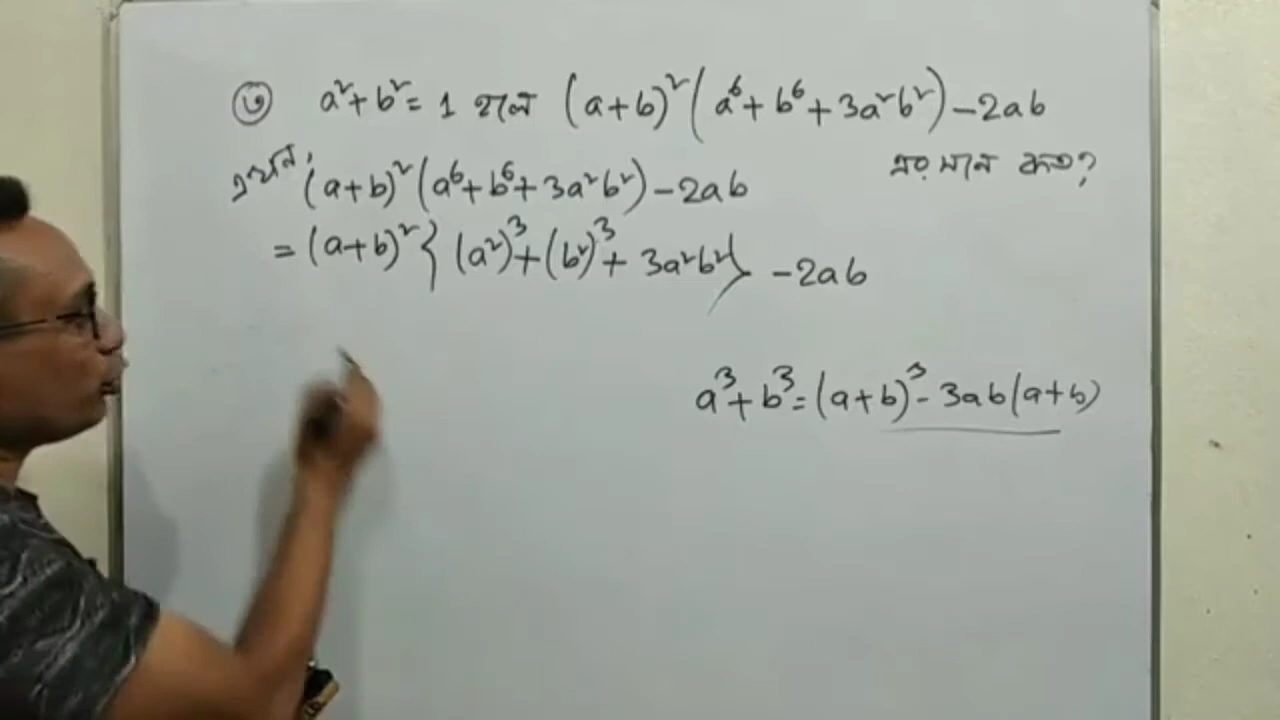 ৩ a²+b²=1 হলে (a+b)²(a⁶+b⁶+3a²b²)-2ab
এর মান কত?
এখানে, (a+b)²(a⁶+b⁶+3a²b²)-2ab
=(a+b)²{(a²)³+(b²)³+3a²b²}-2ab
a³+b³=(a+b)³-3ab(a+b)